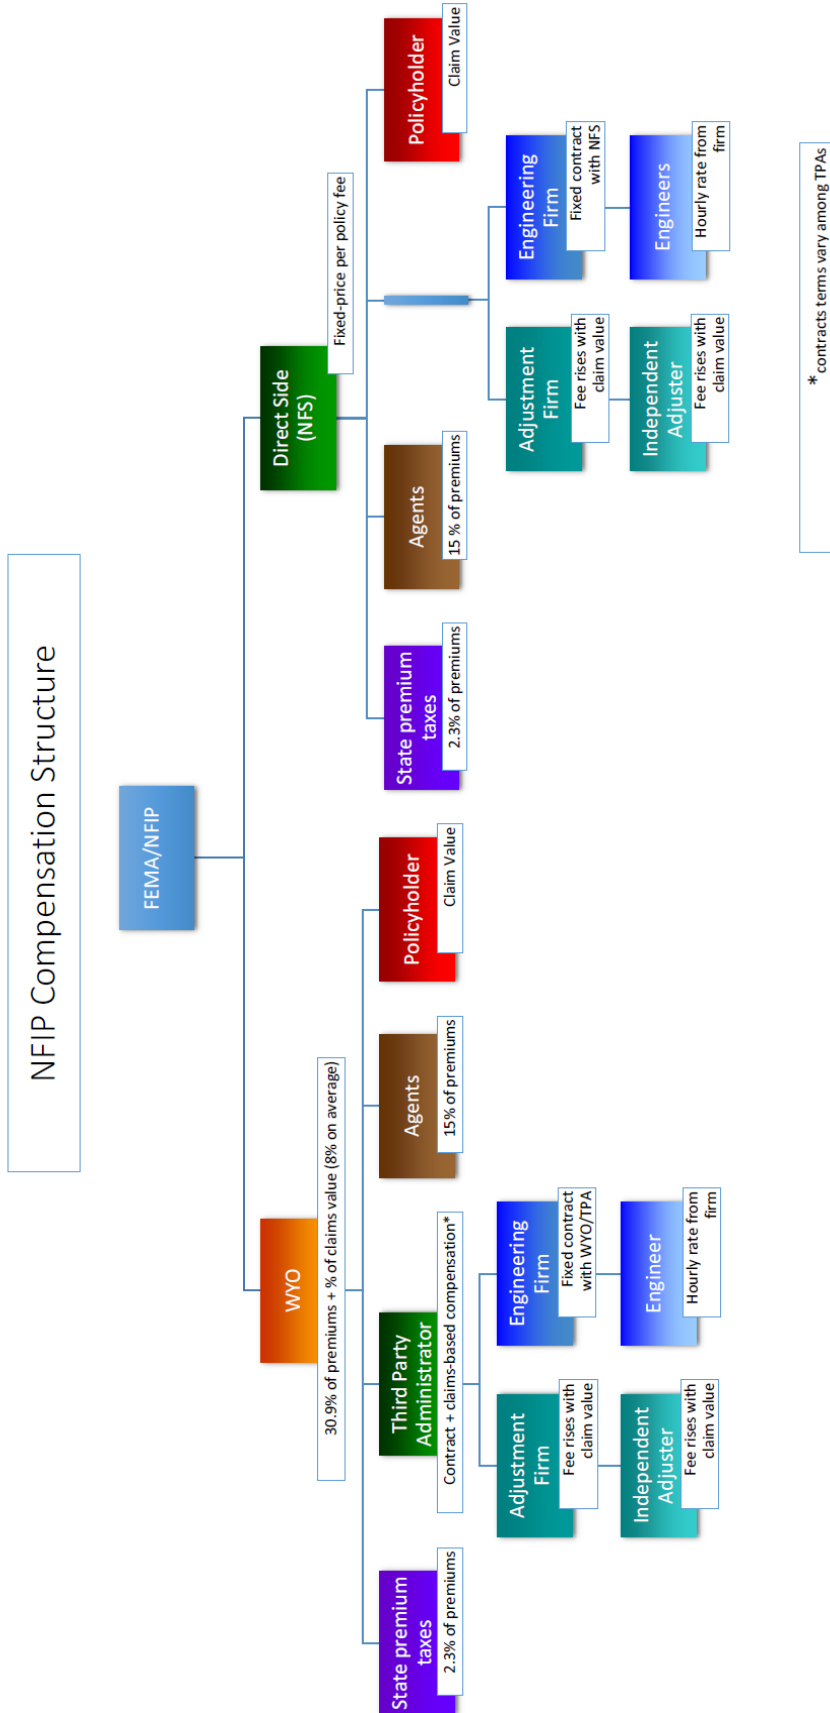 NFIP Compensation Structure
FEMA/NFIP
WYO
30.9% of premiums + % of claims value (8% on average)
Direct Side
(NFS)
Fixed-price per policy fee
State premium
taxes
2.3% of premiums
Third Party
Administrator
Contract + claims-based compensation*
Agents
15% of premiums
Policyholder
Claim Value
State premium
taxes
2.3% of premiums
Agents
15 % of premiums
Policyholder
Claim Value
Adjustment
Firm
Fee rises with
claim value
Engineering
Firm
Fixed contract
with WYO/TPA
Adjustment
Firm
Fee rises with
claim value
Engineering
Firm
Fixed contract
with NFS
Independent
Adjuster
Fee rises with
claim value
Engineer
Hourly rate from
firm
Independent
Adjuster
Fee rises with
claim value
Engineers
Hourly rate from
firm
* contracts terms vary among TPAs